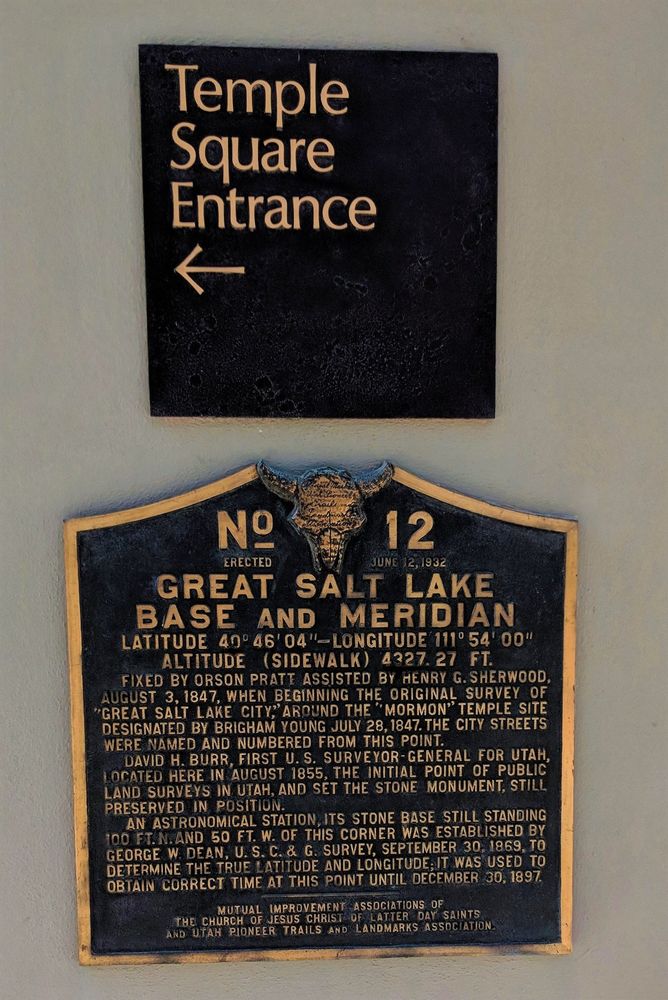 Temple
Square
Entrance
←
No 12
ERECTED JUNE 12, 1932
GREAT SALT LAKE
BASE AND MERIDIAN
LATITUDE 40° 46' 04" — LONGITUDE 111° 54' 00"
ALTITUDE (SIDEWALK) 4327.27 FT.
FIXED BY ORSON PRATT ASSISTED BY HENRY G. SHERWOOD,
AUGUST 3, 1847, WHEN BEGINNING THE ORIGINAL SURVEY OF
"GREAT SALT LAKE CITY," AROUND THE "MORMON" TEMPLE SITE
DESIGNATED BY BRIGHAM YOUNG JULY 28, 1847. THE CITY STREETS
WERE NAMED AND NUMBERED FROM THIS POINT.
DAVID H. BURR, FIRST U. S. SURVEYOR-GENERAL FOR UTAH,
LOCATED HERE IN AUGUST 1855, THE INITIAL POINT OF PUBLIC
LAND SURVEYS IN UTAH, AND SET THE STONE MONUMENT, STILL
PRESERVED IN POSITION.
AN ASTRONOMICAL STATION, ITS STONE BASE STILL STANDING
100 FT. N. AND 50 FT. W. OF THIS CORNER WAS ESTABLISHED BY
GEORGE W. DEAN, U. S. C. & G. SURVEY, SEPTEMBER 30, 1869, TO
DETERMINE THE TRUE LATITUDE AND LONGITUDE; IT WAS USED TO
OBTAIN CORRECT TIME AT THIS POINT UNTIL DECEMBER 30, 1897.
MUTUAL IMPROVEMENT ASSOCIATIONS OF
THE CHURCH OF JESUS CHRIST OF LATTER DAY SAINTS
AND UTAH PIONEER TRAILS AND LANDMARKS ASSOCIATION.